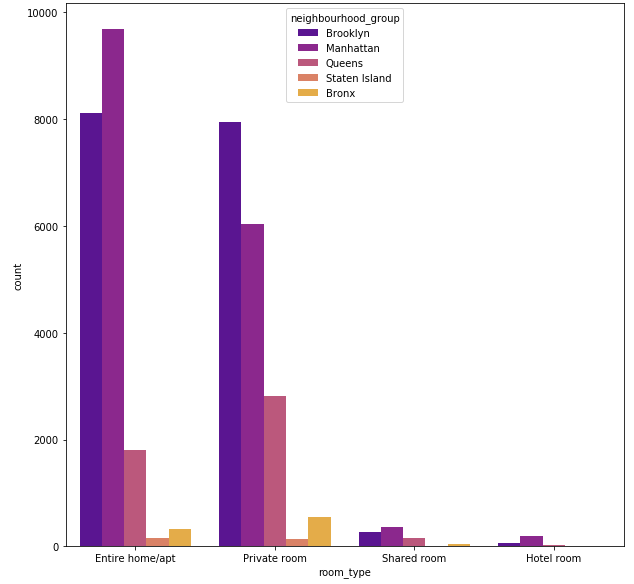 neighbourhood_group
Brooklyn
Manhattan
Queens
Staten Island
Bronx
10000
8000
6000
4000
2000
0
count
Entire home/apt Private room Shared room Hotel room
room_type